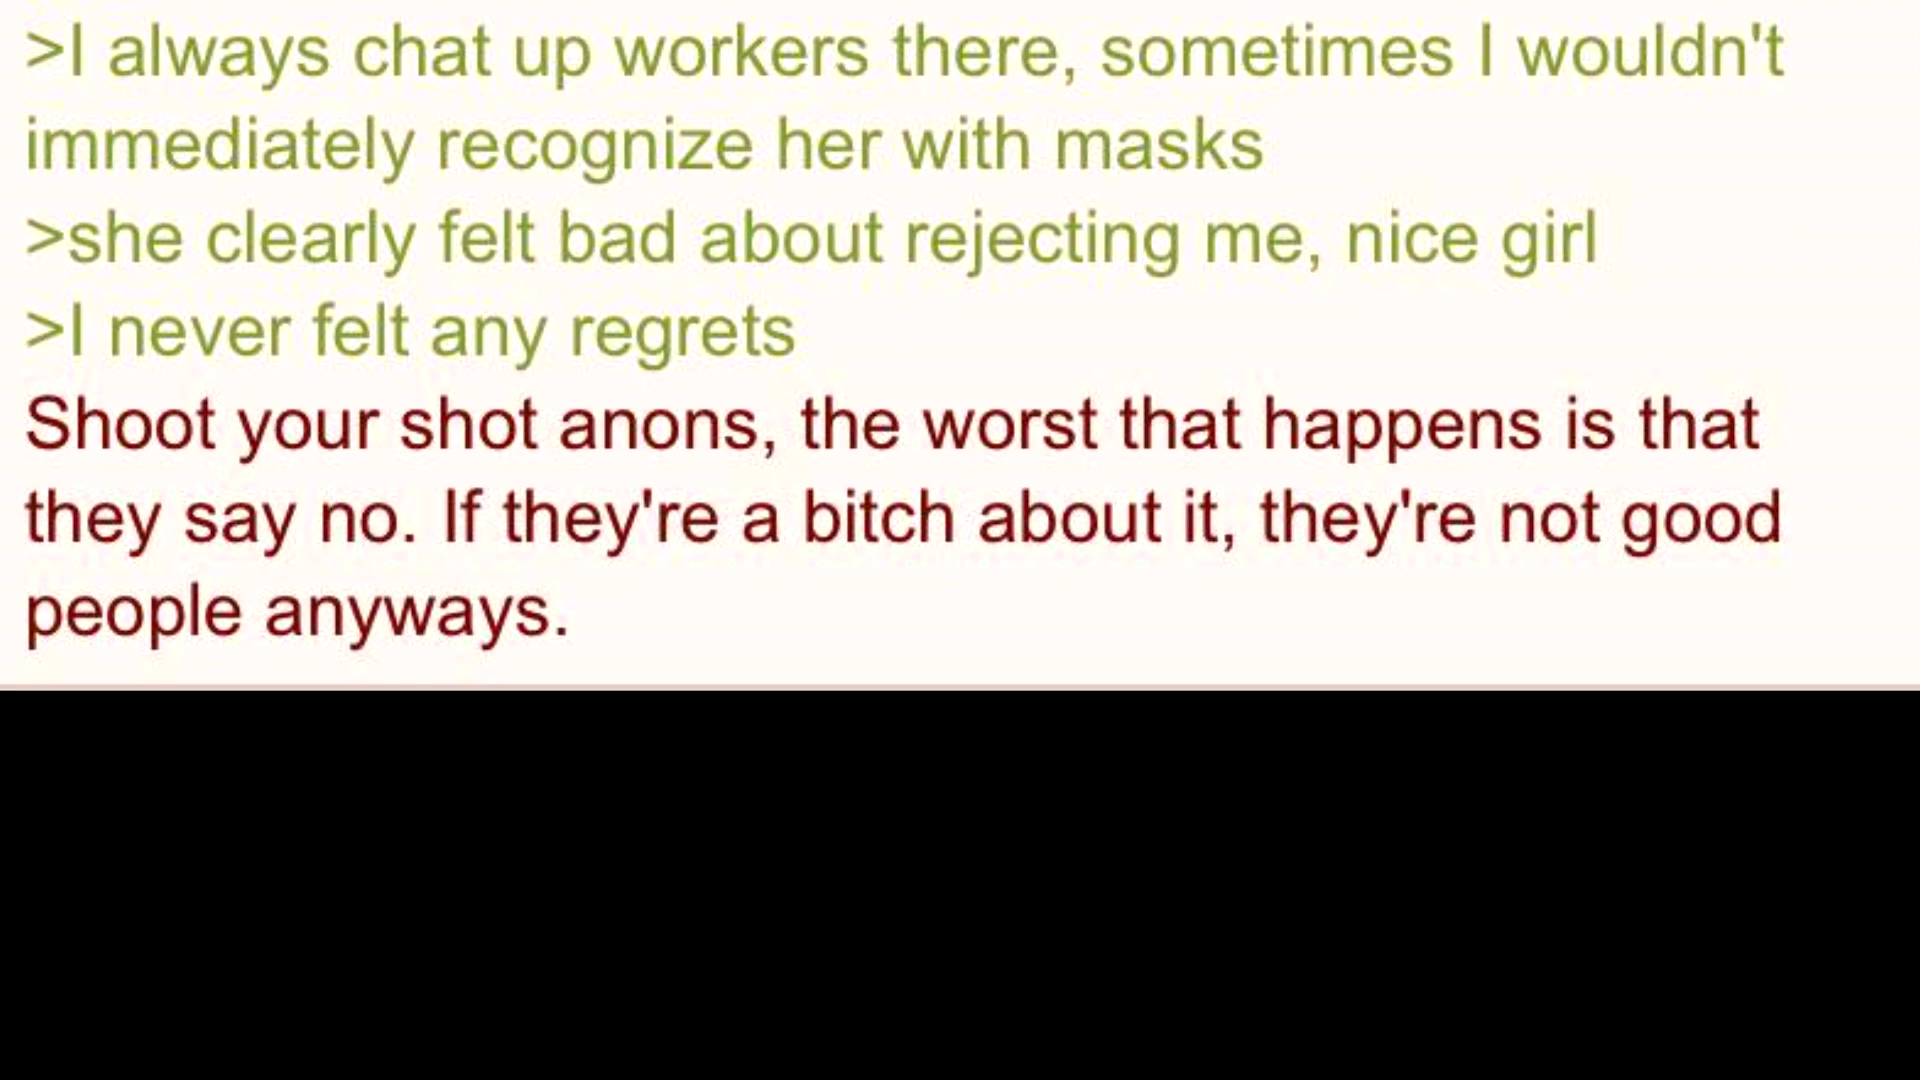 >I always chat up workers there, sometimes I wouldn't
immediately recognize her with masks
>she clearly felt bad about rejecting me, nice girl
>I never felt any regrets
Shoot your shot anons, the worst that happens is that
they say no. If they're a bitch about it, they're not good
people anyways.